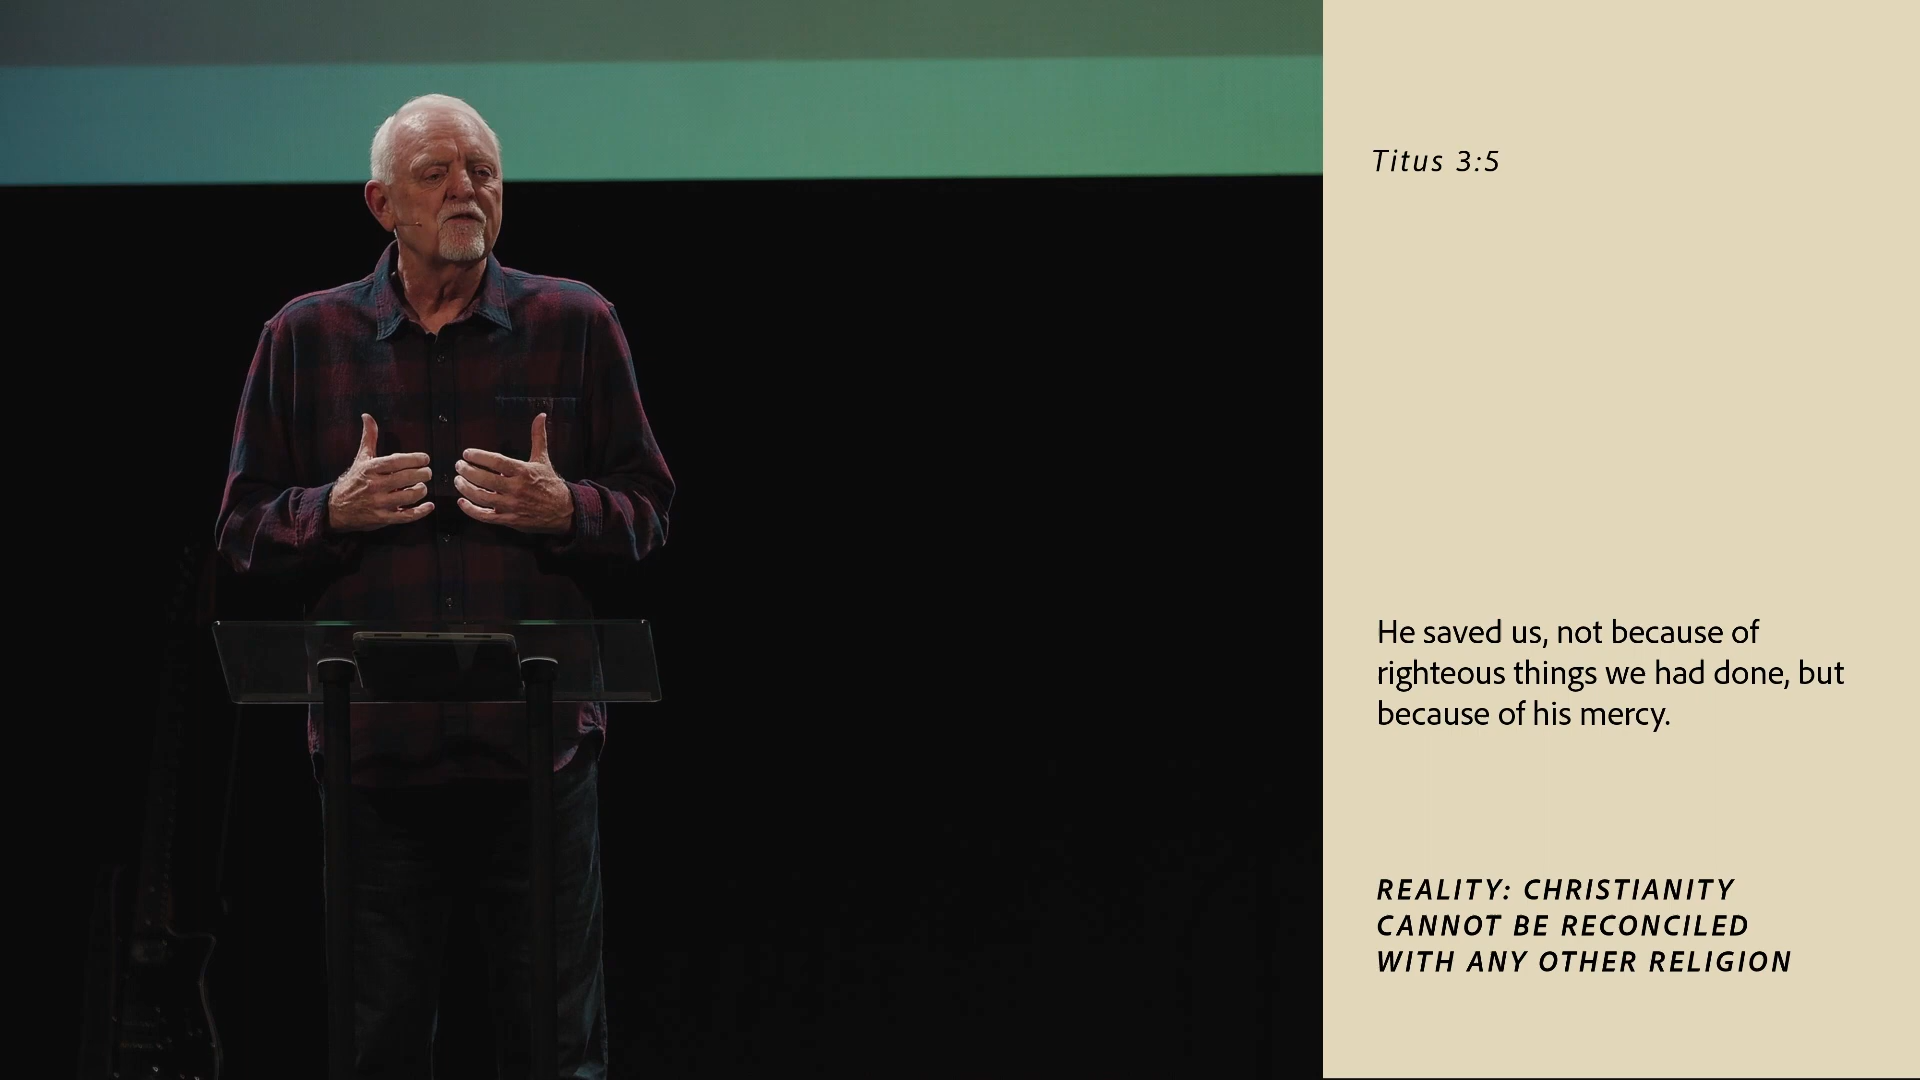 Titus 3:5
He saved us, not because of
righteous things we had done, but
because of his mercy.
REALITY: CHRISTIANITY
CANNOT BE RECONCILED
WITH ANY OTHER RELIGION